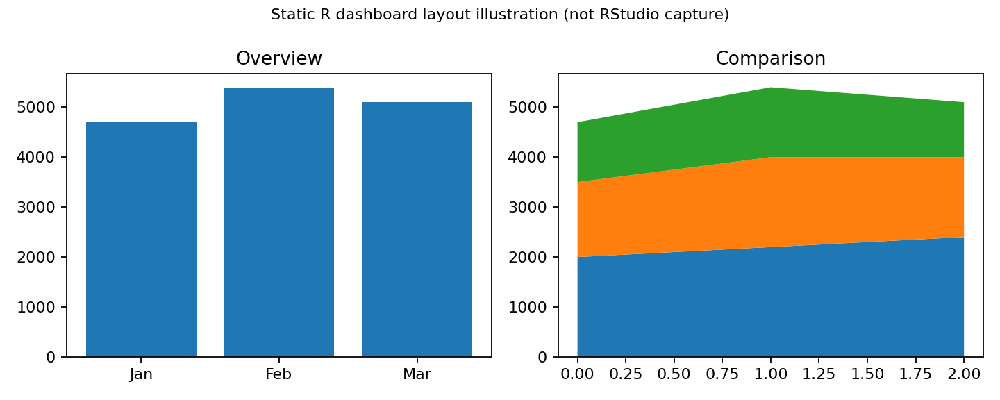 Static R dashboard layout illustration (not RStudio capture)
Overview
5000
4000
3000
2000
1000
0
Jan Feb Mar
Comparison
5000
4000
3000
2000
1000
0
0.00 0.25 0.50 0.75 1.00 1.25 1.50 1.75 2.00